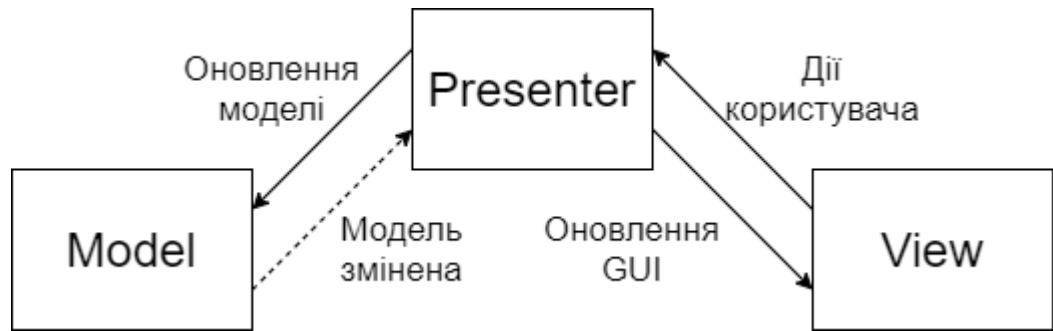 Presenter
Оновлення
моделі
Дії
користувача
Model
Модель
змінена
Оновлення
GUI
View